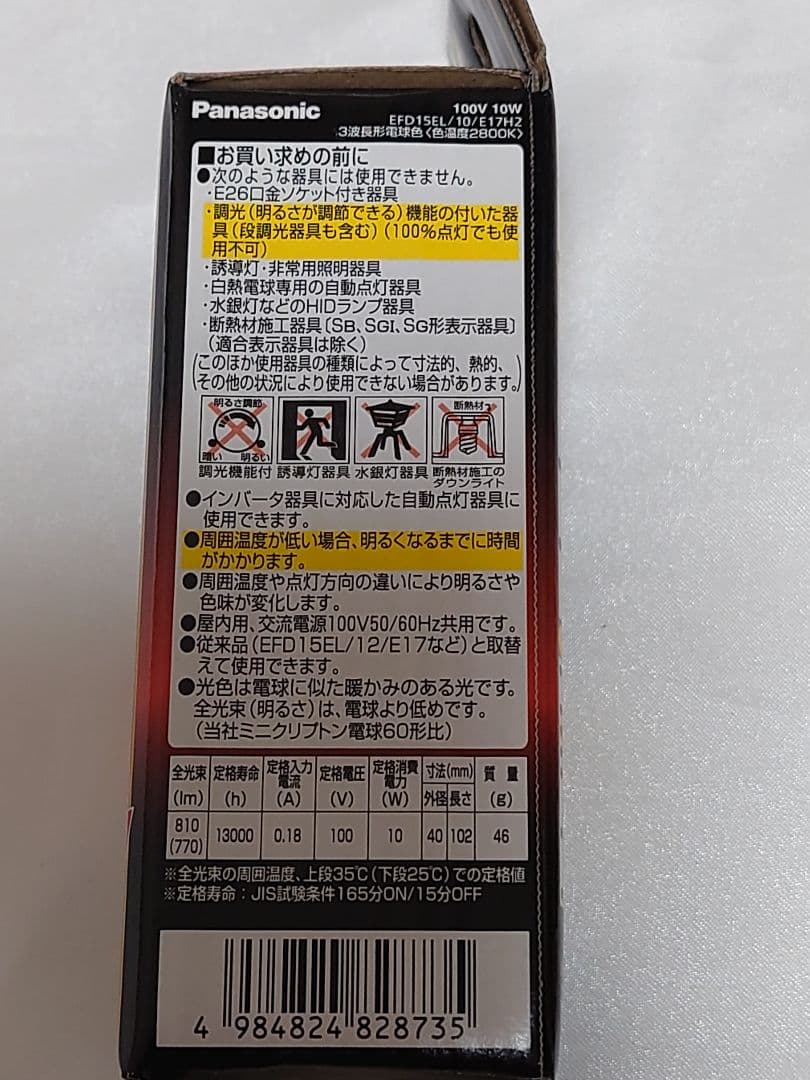 Panasonic
100V 10W
EFD15EL/10/E17H2
3波長形電球色〈色温度2800K〉
■お買い求めの前に
●次のような器具には使用できません。
・E26口金ソケット付き器具
・調光(明るさが調節できる)機能の付いた器
具(段調光器具も含む)(100%点灯でも使
用不可)
・誘導灯・非常用照明器具
・白熱電球専用の自動点灯器具
・水銀灯などのHIDランプ器具
・断熱材施工器具〔SB、SGI、SG形表示器具〕
(適合表示器具は除く)
(このほか使用器具の種類によって寸法的、熱的、
その他の状況により使用できない場合があります。)
明るさ調節
暗い 明るい
断熱材
調光機能付 誘導灯器具 水銀灯器具 断熱材施工の
ダウンライト
●インバータ器具に対応した自動点灯器具に
使用できます。
●周囲温度が低い場合、明るくなるまでに時間
がかかります。
●周囲温度や点灯方向の違いにより明るさや
色味が変化します。
●屋内用、交流電源100V50/60Hz共用です。
●従来品(EFD15EL/12/E17など)と取替
えて使用できます。
●光色は電球に似た暖かみのある光です。
全光束(明るさ)は、電球より低めです。
(当社ミニクリプトン電球60形比)
全光束 定格寿命 定格入力 定格電圧 定格消費 寸法(mm) 質量
電流 電力
(lm) (h) (A) (V) (W) 外径 長さ (g)
810
(770) 13000 0.18 100 10 40 102 46
※全光束の周囲温度、上段35℃(下段25℃)での定格値
※定格寿命:JIS試験条件165分ON/15分OFF
4 984824 828735